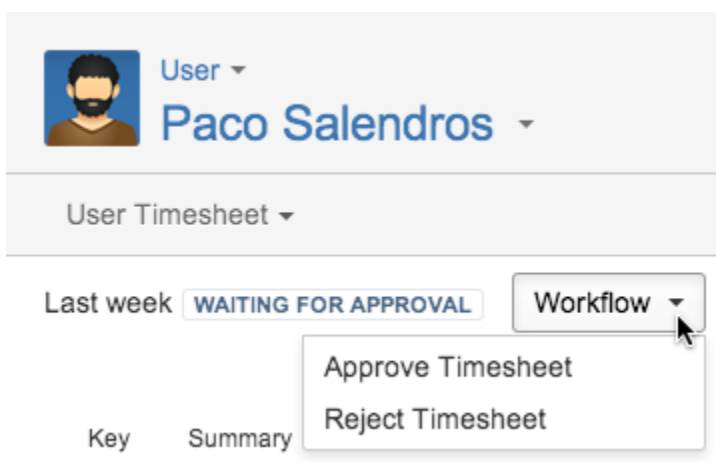 User
Paco Salendros
User Timesheet
Last week WAITING FOR APPROVAL Workflow
Approve Timesheet
Reject Timesheet
Key Summary